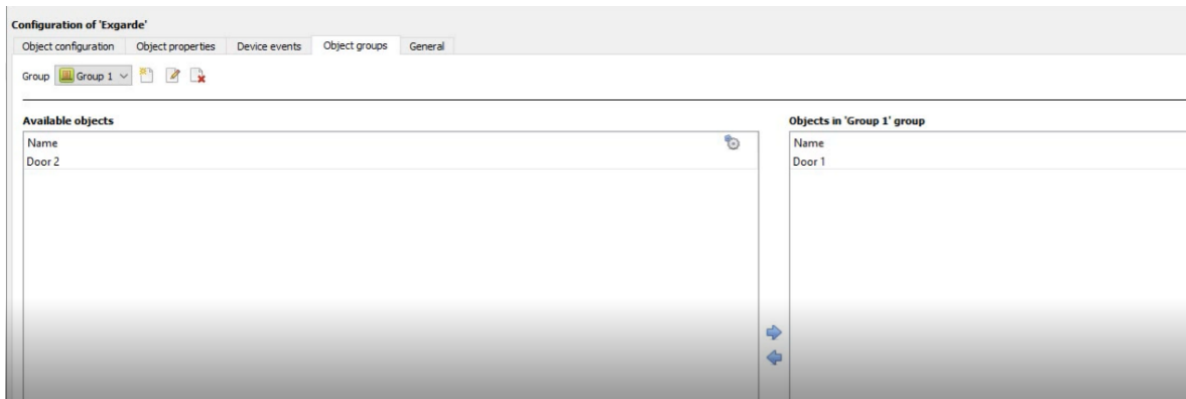 Configuration of 'Exgarde'
Object configuration Object properties Device events Object groups General
Group Group 1
Available objects
Name
Door 2
Objects in 'Group 1' group
Name
Door 1